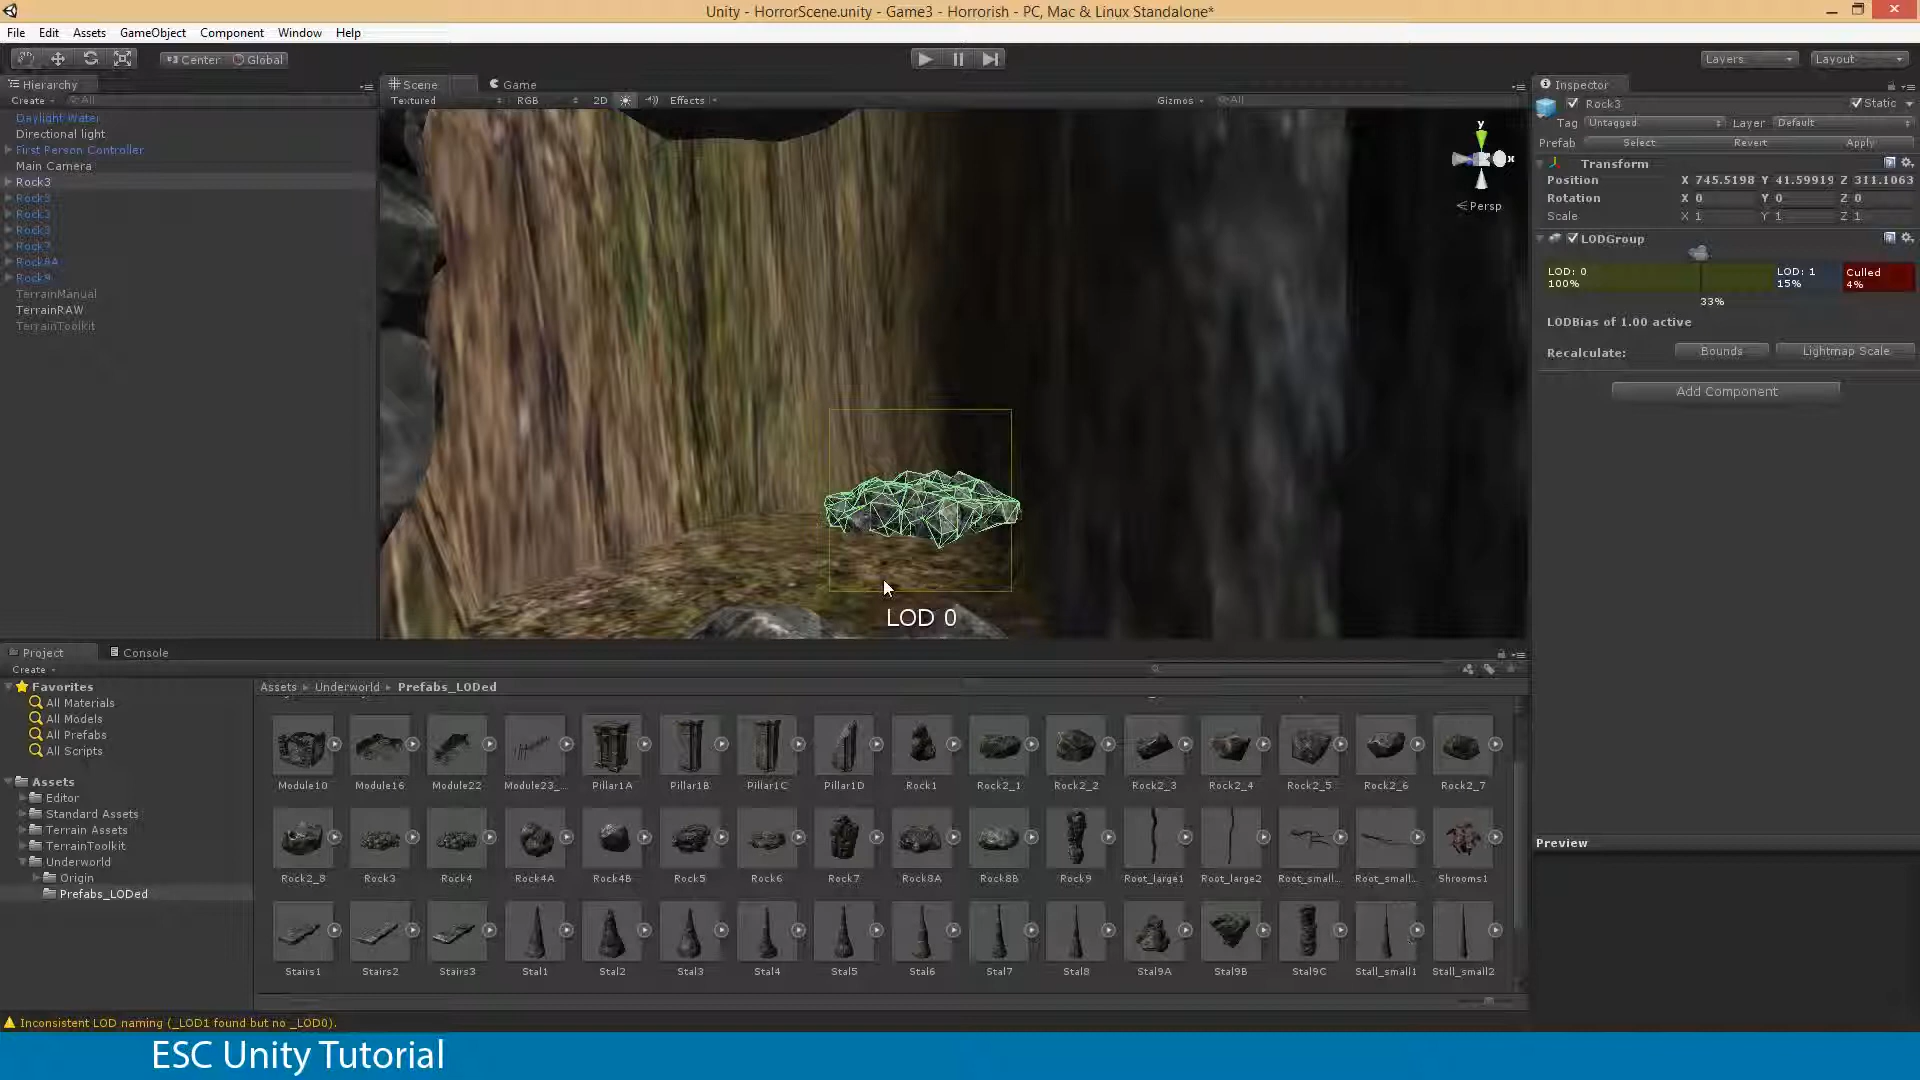 Unity - HorrorScene.unity - Game3 - Horrorish - PC, Mac & Linux Standalone*
File Edit Assets GameObject Component Window Help
Center Global Layers Layout
Hierarchy
Create All
Daylight Water
Directional light
First Person Controller
Main Camera
Rock3
Rock3
Rock3
Rock3
Rock7
Rock8A
Rock9
TerrainManual
TerrainRAW
TerrainToolkit
Scene Game
Textured RGB 2D Effects Gizmos All
y
x
Persp
LOD 0
Inspector
Rock3 Static
Tag Untagged Layer Default
Prefab Select Revert Apply
Transform
Position X 745.5198 Y 41.59919 Z 311.1063
Rotation X 0 Y 0 Z 0
Scale X 1 Y 1 Z 1
LODGroup
LOD: 0 LOD: 1 Culled
100% 15% 4%
33%
LODBias of 1.00 active
Recalculate: Bounds Lightmap Scale
Add Component
Preview
Project Console
Create
Favorites
All Materials
All Models
All Prefabs
All Scripts
Assets
Editor
Standard Assets
Terrain Assets
TerrainToolkit
Underworld
Origin
Prefabs_LODed
Assets Underworld Prefabs_LODed
Module10 Module16 Module22 Module23_... Pillar1A Pillar1B Pillar1C Pillar1D Rock1 Rock2_1 Rock2_2 Rock2_3 Rock2_4 Rock2_5 Rock2_6 Rock2_7
Rock2_8 Rock3 Rock4 Rock4A Rock4B Rock5 Rock6 Rock7 Rock8A Rock8B Rock9 Root_large1 Root_large2 Root_small... Root_small... Shrooms1
Stairs1 Stairs2 Stairs3 Stal1 Stal2 Stal3 Stal4 Stal5 Stal6 Stal7 Stal8 Stal9A Stal9B Stal9C Stall_small1 Stall_small2
Inconsistent LOD naming (_LOD1 found but no _LOD0).
ESC Unity Tutorial